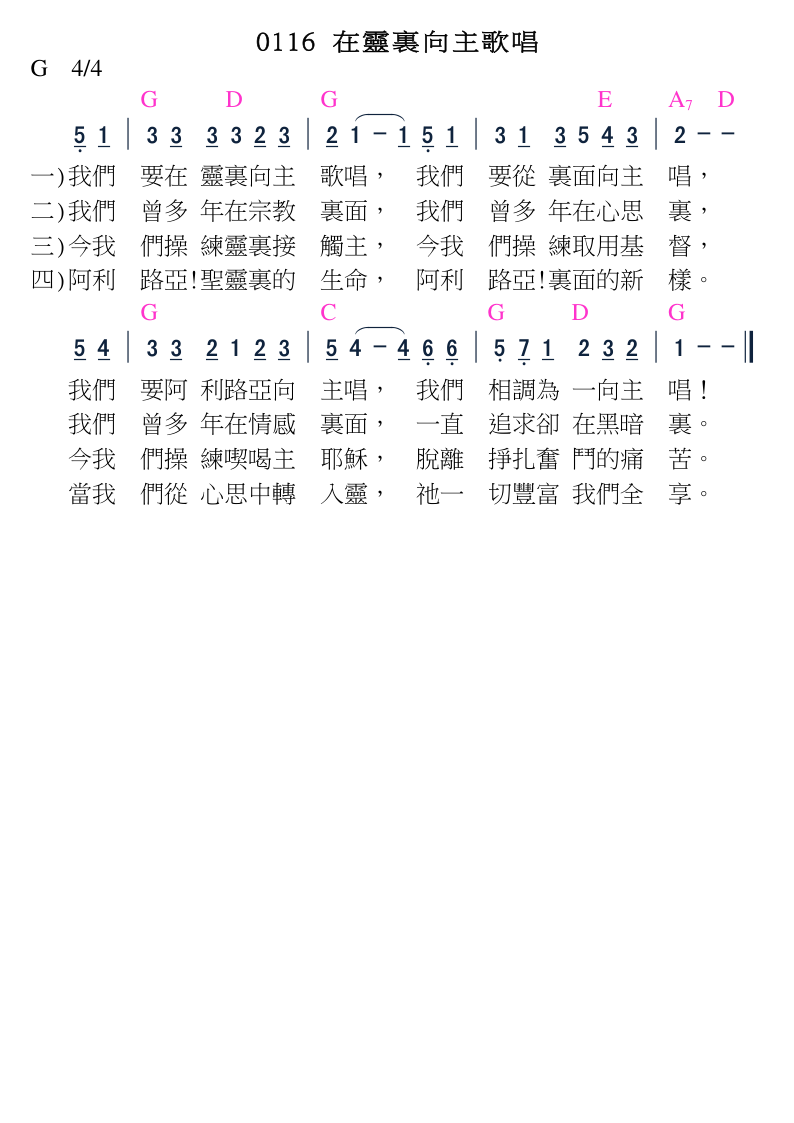 0116 在靈裏向主歌唱
G 4/4
G D G E A7 D
5 1 | 3 3 3 3 2 3 | 2 1 - 1 5 1 | 3 1 3 5 4 3 | 2 - -
一)我們 要在 靈裏向主 歌唱, 我們 要從 裏面向主 唱,
二)我們 曾多 年在宗教 裏面, 我們 曾多 年在心思 裏,
三)今我 們操 練靈裏接 觸主, 今我 們操 練取用基 督,
四)阿利 路亞!聖靈裏的 生命, 阿利 路亞!裏面的新 樣。
G C G D G
5 4 | 3 3 2 1 2 3 | 5 4 - 4 6 6 | 5 7 1 2 3 2 | 1 - - ‖
我們 要阿 利路亞向 主唱, 我們 相調為 一向主 唱!
我們 曾多 年在情感 裏面, 一直 追求卻 在黑暗 裏。
今我 們操 練喫喝主 耶穌, 脫離 掙扎奮 鬥的痛 苦。
當我 們從 心思中轉 入靈, 祂一 切豐富 我們全 享。